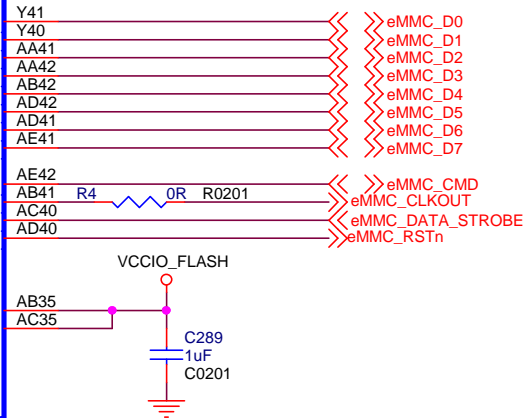 Y41 eMMC_D0
Y40 eMMC_D1
AA41 eMMC_D2
AA42 eMMC_D3
AB42 eMMC_D4
AD42 eMMC_D5
AD41 eMMC_D6
AE41 eMMC_D7
AE42 eMMC_CMD
AB41 R4 0R R0201 eMMC_CLKOUT
AC40 eMMC_DATA_STROBE
AD40 eMMC_RSTn
VCCIO_FLASH
AB35
AC35
C289
1uF
C0201